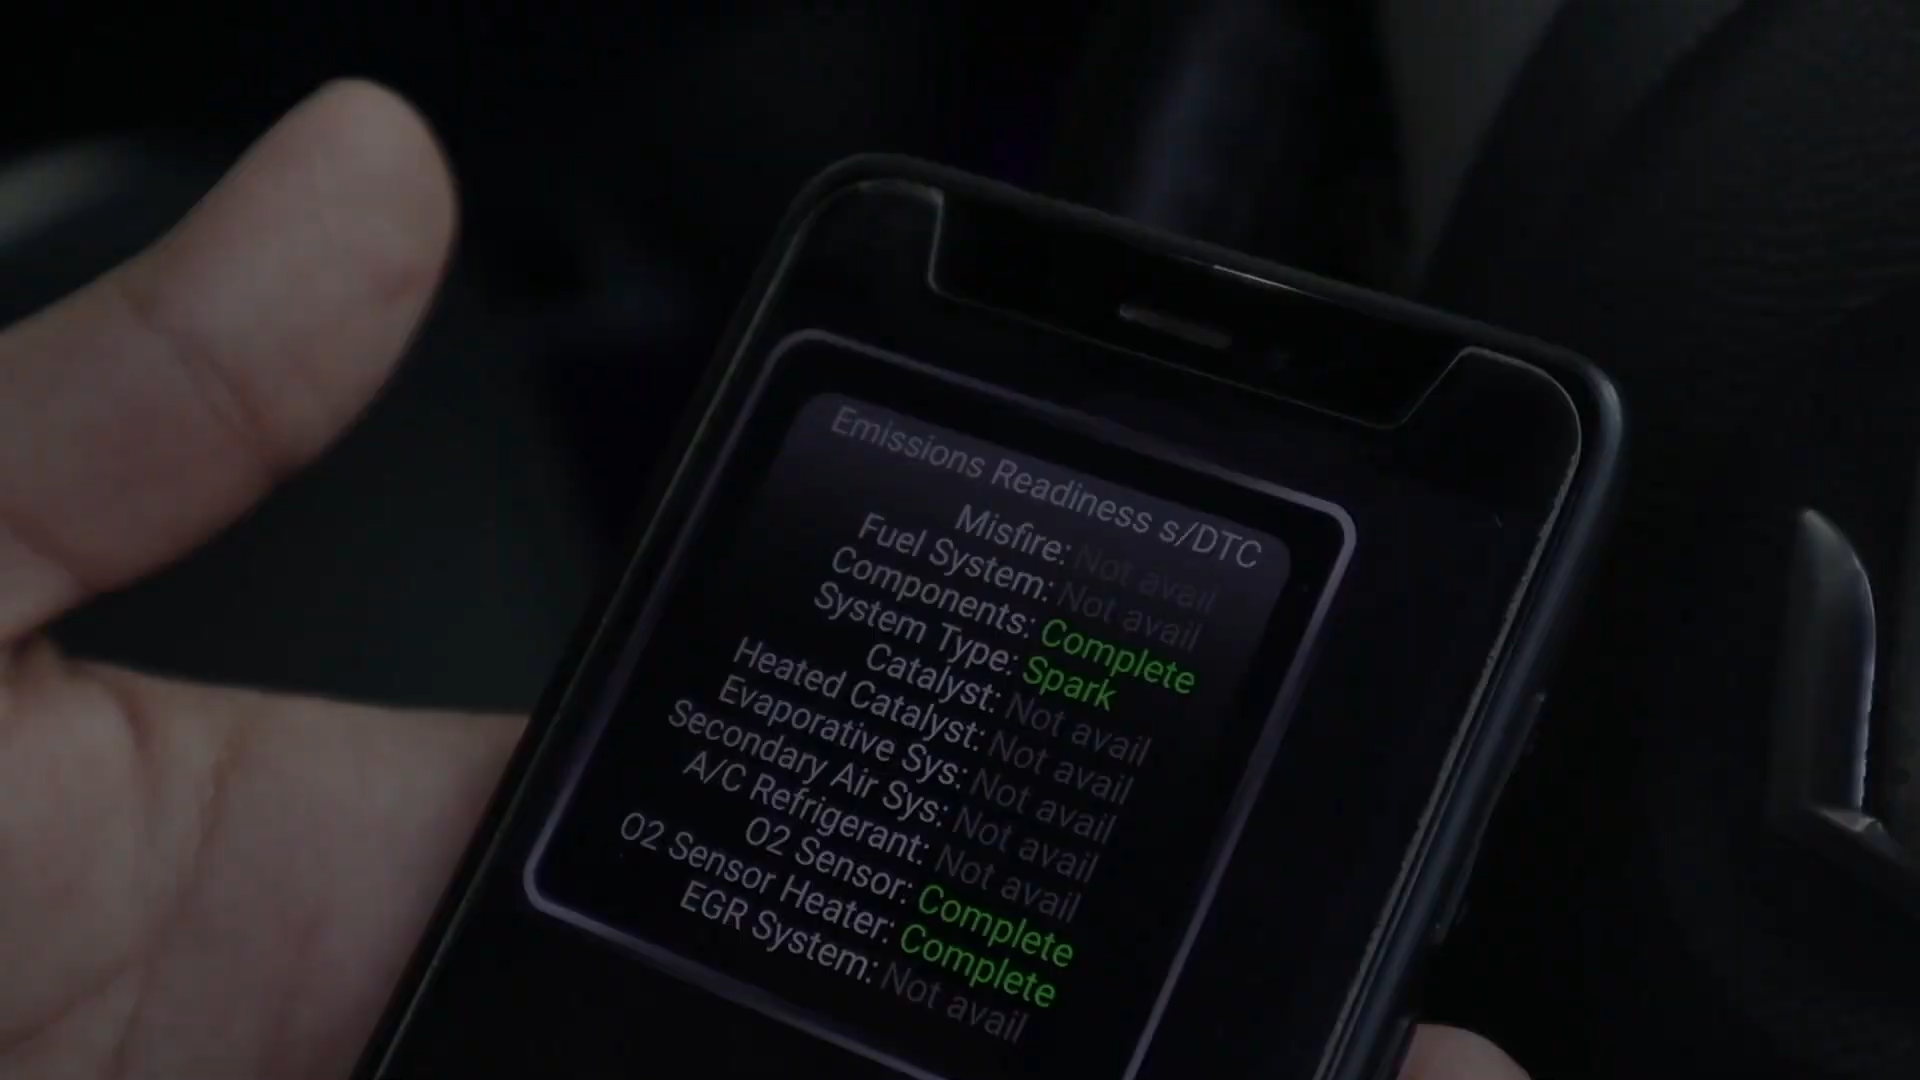 Emissions Readiness s/DTC
Misfire: Not avail
Fuel System: Not avail
Components: Complete
System Type: Spark
Catalyst: Not avail
Heated Catalyst: Not avail
Evaporative Sys: Not avail
Secondary Air Sys: Not avail
A/C Refrigerant: Not avail
O2 Sensor: Complete
O2 Sensor Heater: Complete
EGR System: Not avail